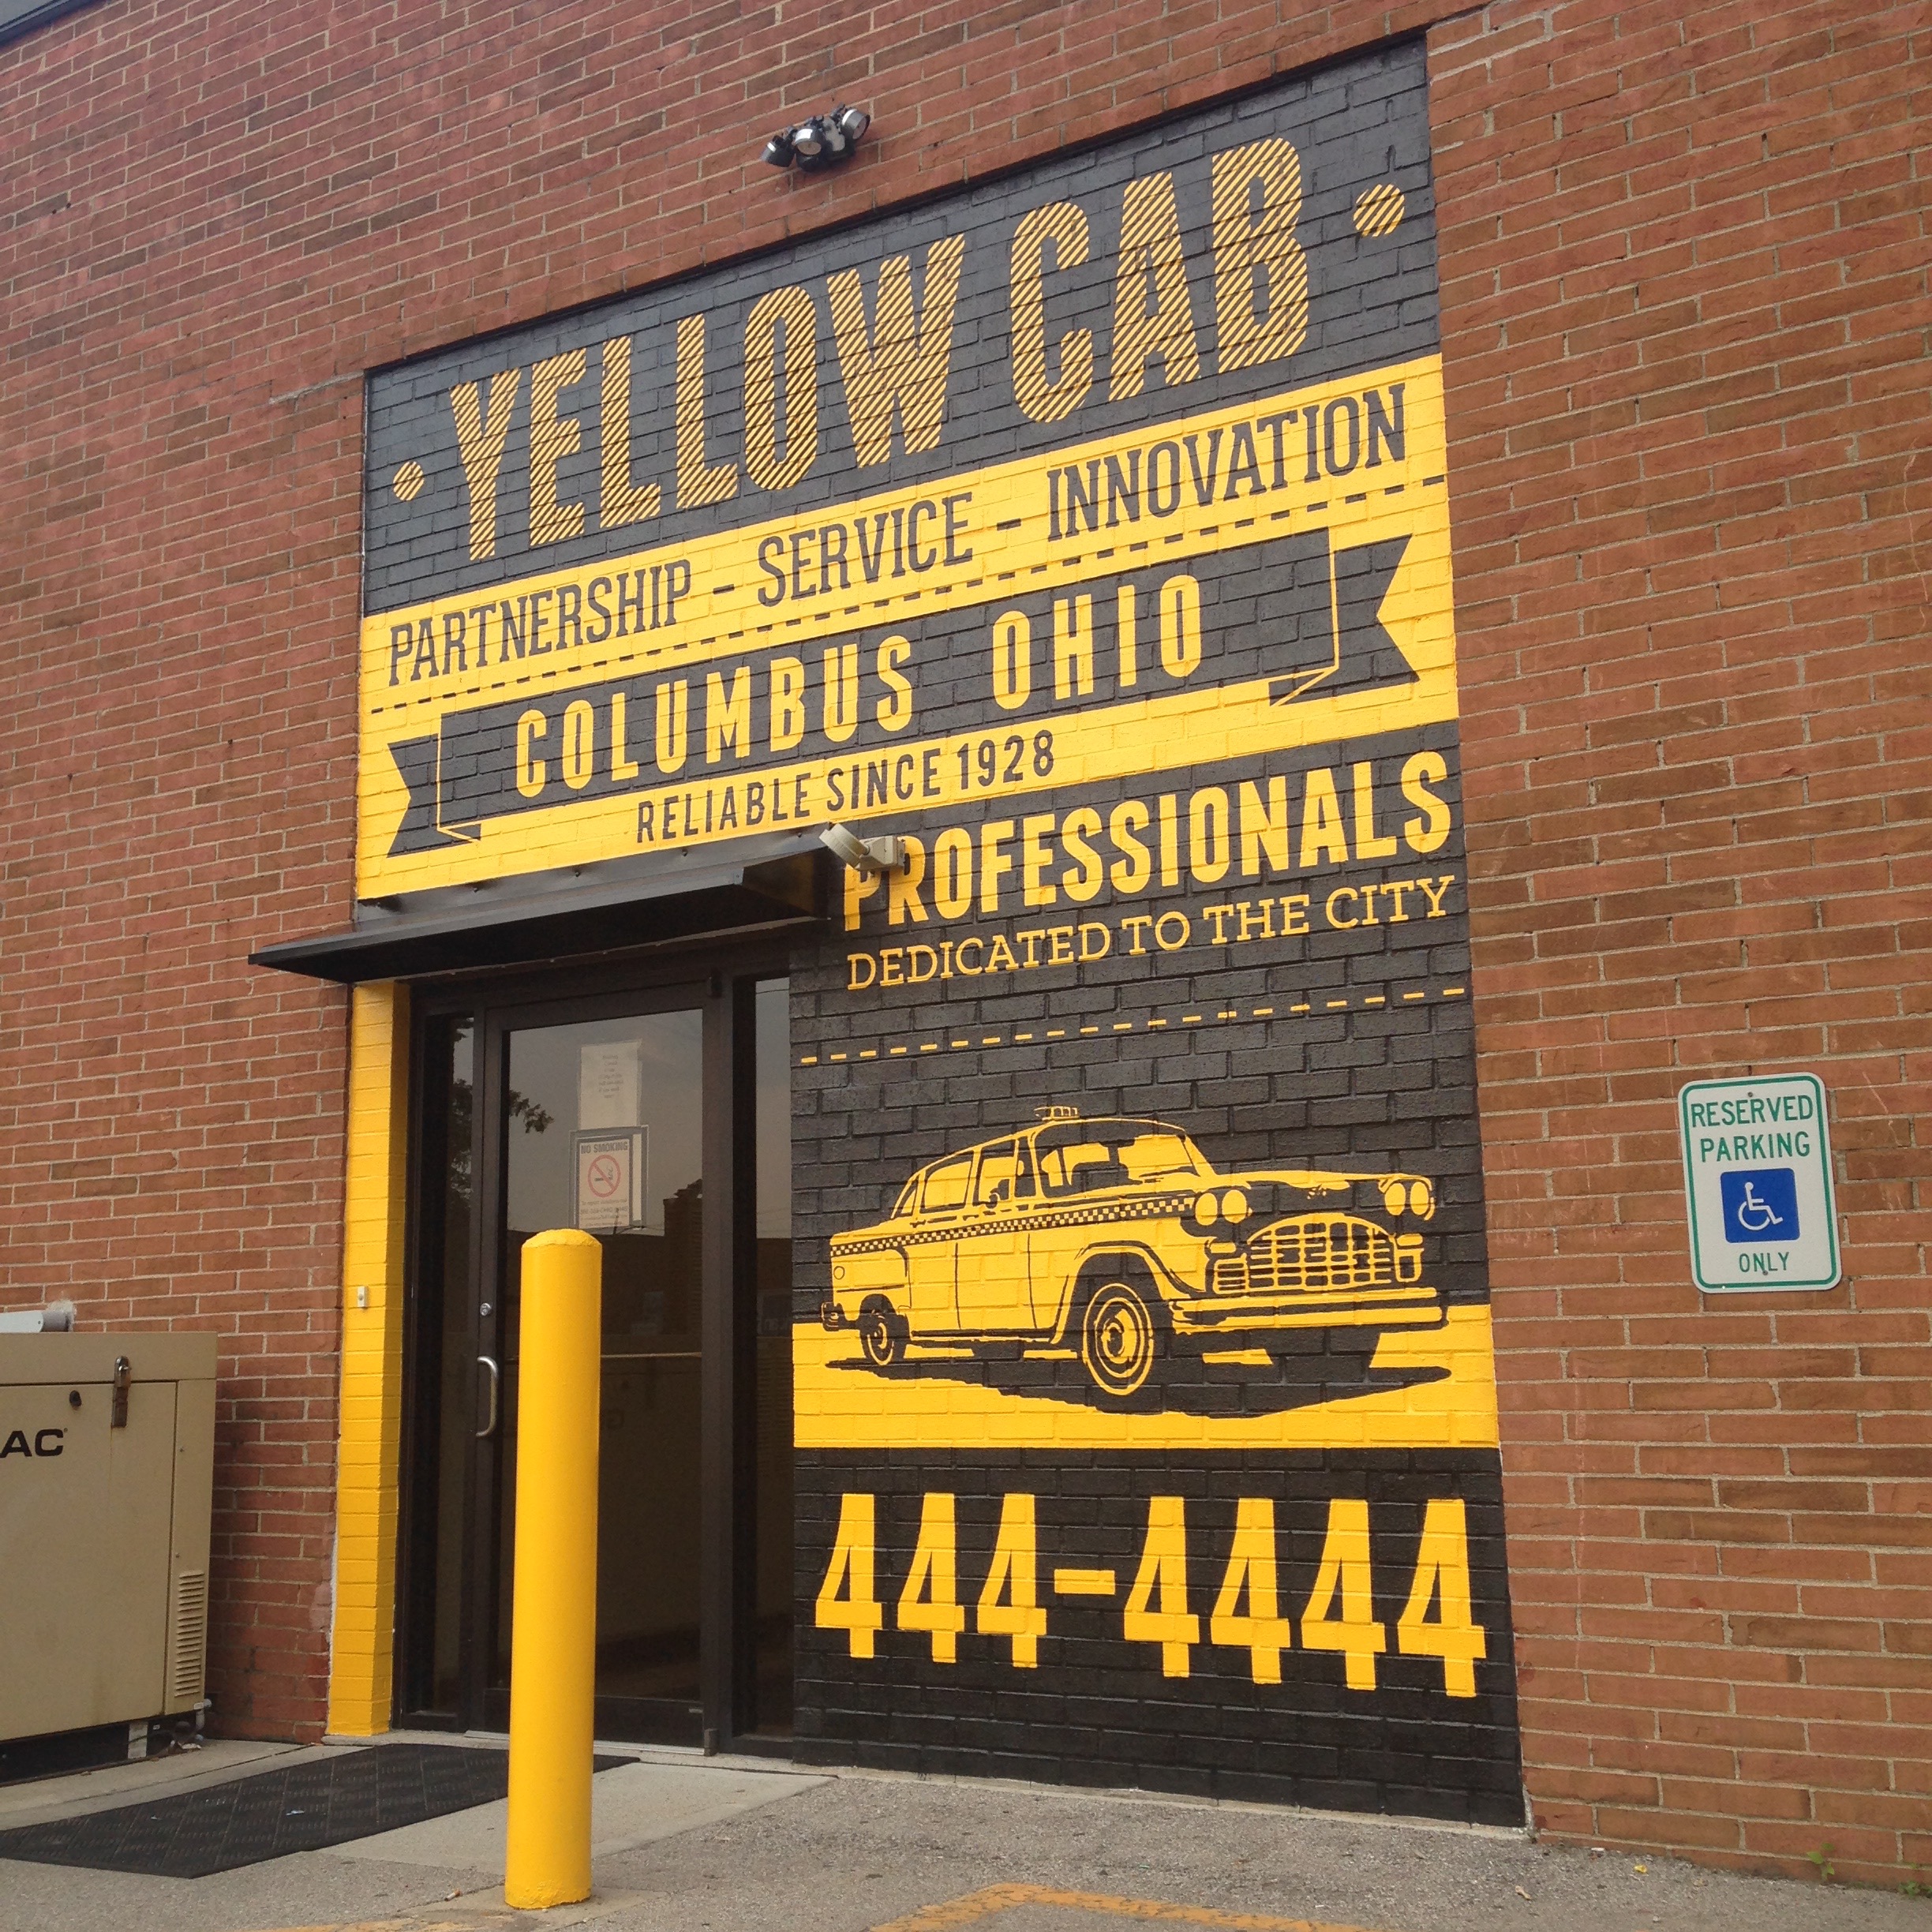 YELLOW CAB
PARTNERSHIP - SERVICE - INNOVATION
COLUMBUS OHIO
RELIABLE SINCE 1928
PROFESSIONALS
DEDICATED TO THE CITY
444-4444
RESERVED
PARKING
ONLY
NO SMOKING
AC